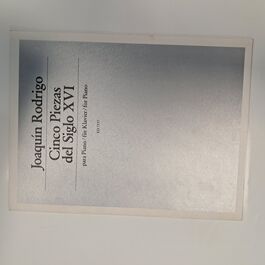 Joaquín Rodrigo
Cinco Piezas
del Siglo XVI
para Piano / für Klavier / for Piano